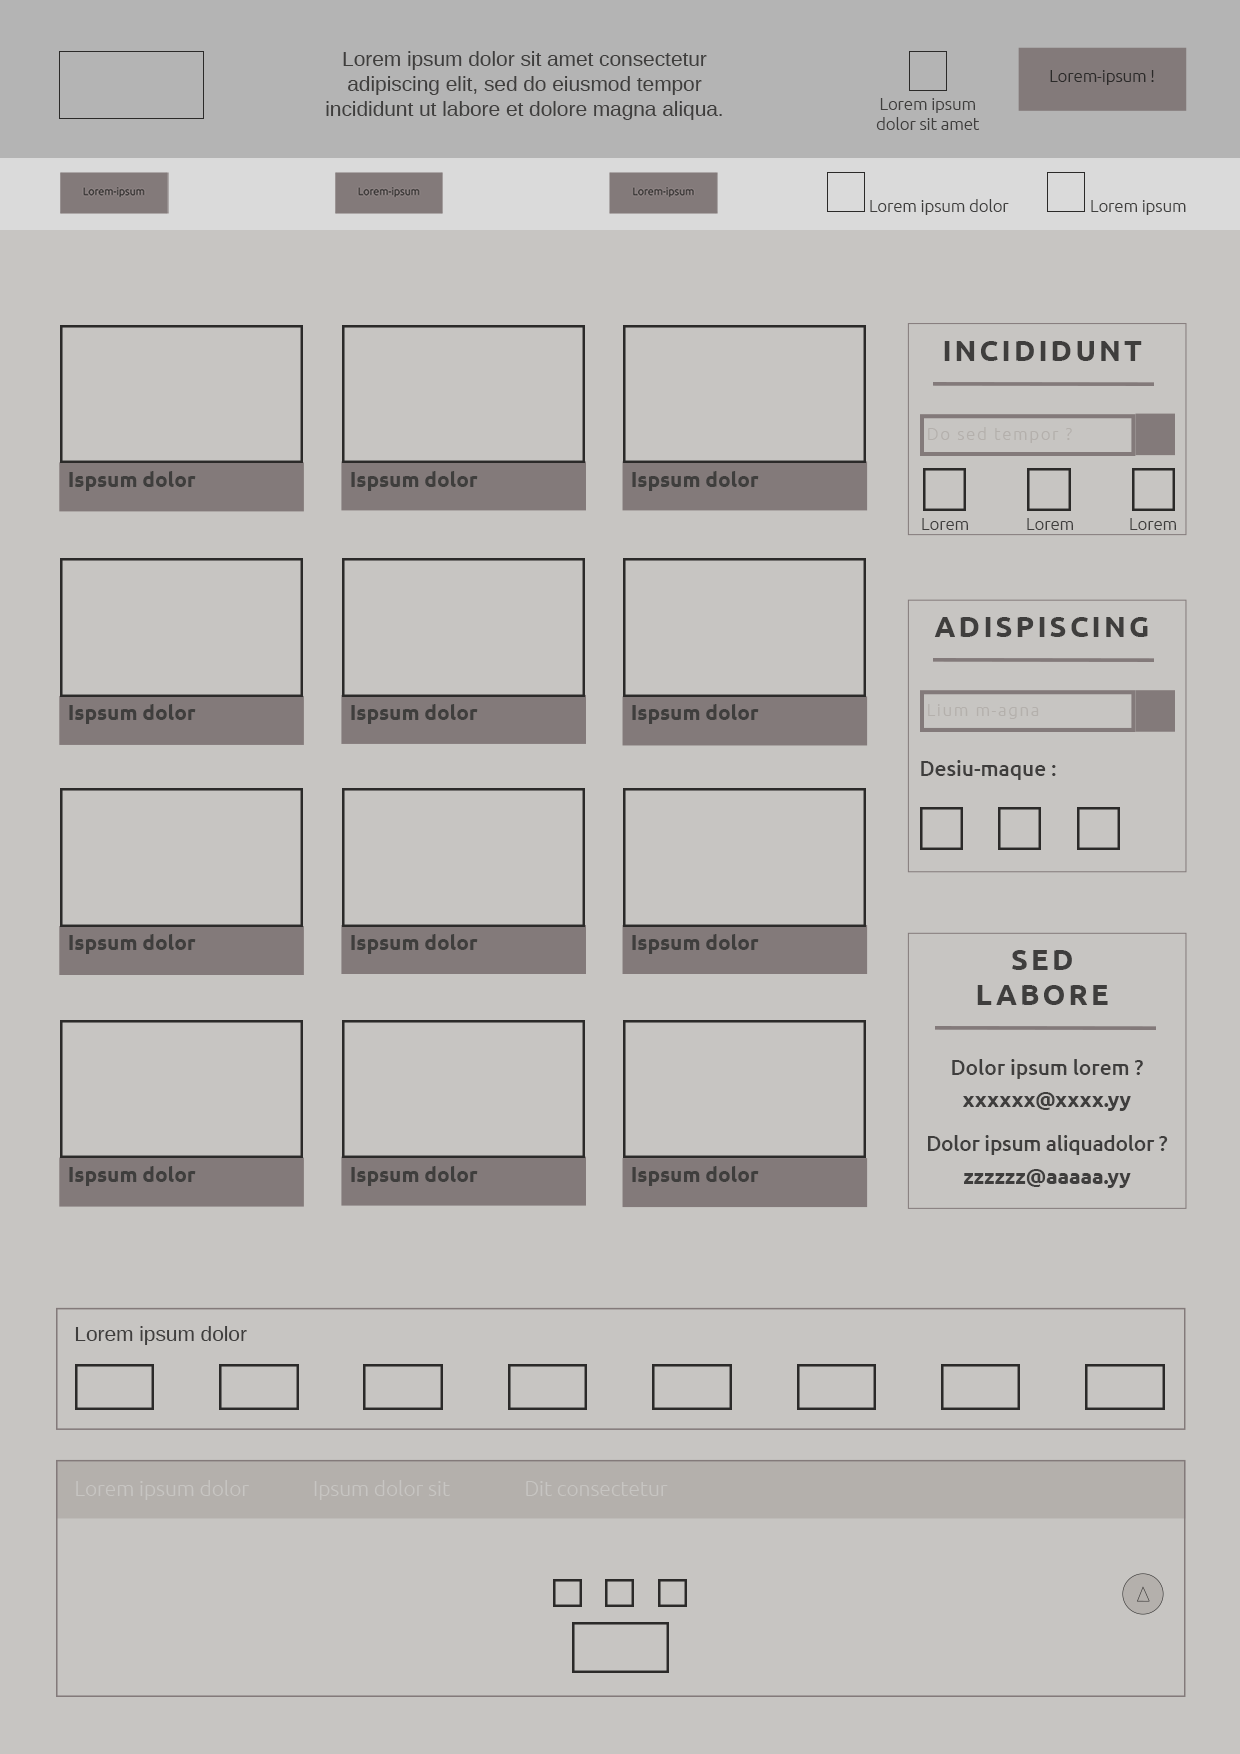 Lorem ipsum dolor sit amet consectetur
adipiscing elit, sed do eiusmod tempor
incididunt ut labore et dolore magna aliqua.
Lorem ipsum
dolor sit amet
Lorem-ipsum !
Lorem-ipsum
Lorem-ipsum
Lorem-ipsum
Lorem ipsum dolor
Lorem ipsum
Ispsum dolor
Ispsum dolor
Ispsum dolor
Ispsum dolor
Ispsum dolor
Ispsum dolor
Ispsum dolor
Ispsum dolor
Ispsum dolor
Ispsum dolor
Ispsum dolor
Ispsum dolor
INCIDIDUNT
Do sed tempor ?
Lorem
Lorem
Lorem
ADISPISCING
Llum m-agna
Desiu-maque :
SED
LABORE
Dolor ipsum lorem ?
xxxxxx@xxxx.yy
Dolor ipsum aliquadolor ?
zzzzzz@aaaaa.yy
Lorem ipsum dolor
Lorem ipsum dolor
Ipsum dolor sit
Dit consectetur